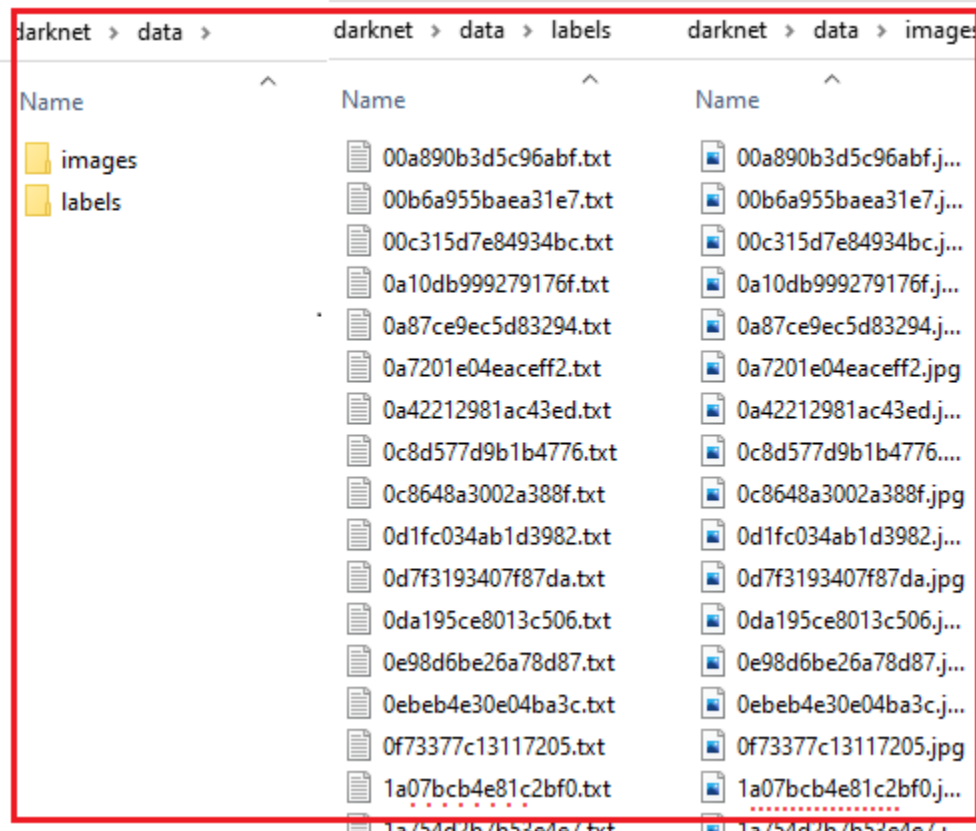 darknet > data >
Name
images
labels
darknet > data > labels
Name
00a890b3d5c96abf.txt
00b6a955baea31e7.txt
00c315d7e84934bc.txt
0a10db999279176f.txt
0a87ce9ec5d83294.txt
0a7201e04eaceff2.txt
0a42212981ac43ed.txt
0c8d577d9b1b4776.txt
0c8648a3002a388f.txt
0d1fc034ab1d3982.txt
0d7f3193407f87da.txt
0da195ce8013c506.txt
0e98d6be26a78d87.txt
0ebeb4e30e04ba3c.txt
0f73377c13117205.txt
1a07bcb4e81c2bf0.txt
darknet > data > images
Name
00a890b3d5c96abf.j...
00b6a955baea31e7.j...
00c315d7e84934bc.j...
0a10db999279176f.j...
0a87ce9ec5d83294.j...
0a7201e04eaceff2.jpg
0a42212981ac43ed.j...
0c8d577d9b1b4776....
0c8648a3002a388f.jpg
0d1fc034ab1d3982.j...
0d7f3193407f87da.jpg
0da195ce8013c506.j...
0e98d6be26a78d87.j...
0ebeb4e30e04ba3c.j...
0f73377c13117205.jpg
1a07bcb4e81c2bf0.j...